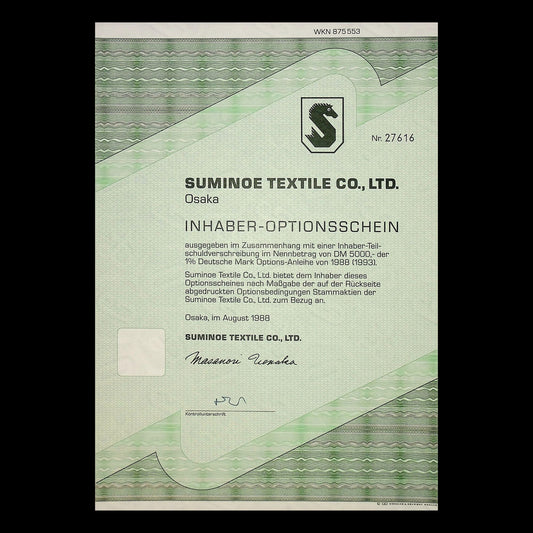 WKN 875553
Nr. 27616
SUMINOE TEXTILE CO., LTD.
Osaka
INHABER-OPTIONSSCHEIN
ausgegeben im Zusammenhang mit einer Inhaber-Teil-
schuldverschreibung im Nennbetrag von DM 5000,- der
1% Deutsche Mark Options-Anleihe von 1988 (1993).
Suminoe Textile Co., Ltd. bietet dem Inhaber dieses
Optionsscheines nach Maßgabe der auf der Rückseite
abgedruckten Optionsbedingungen Stammaktien der
Suminoe Textile Co., Ltd. zum Bezug an.
Osaka, im August 1988
SUMINOE TEXTILE CO., LTD.
Masanori Uenaka
Kontrollunterschrift